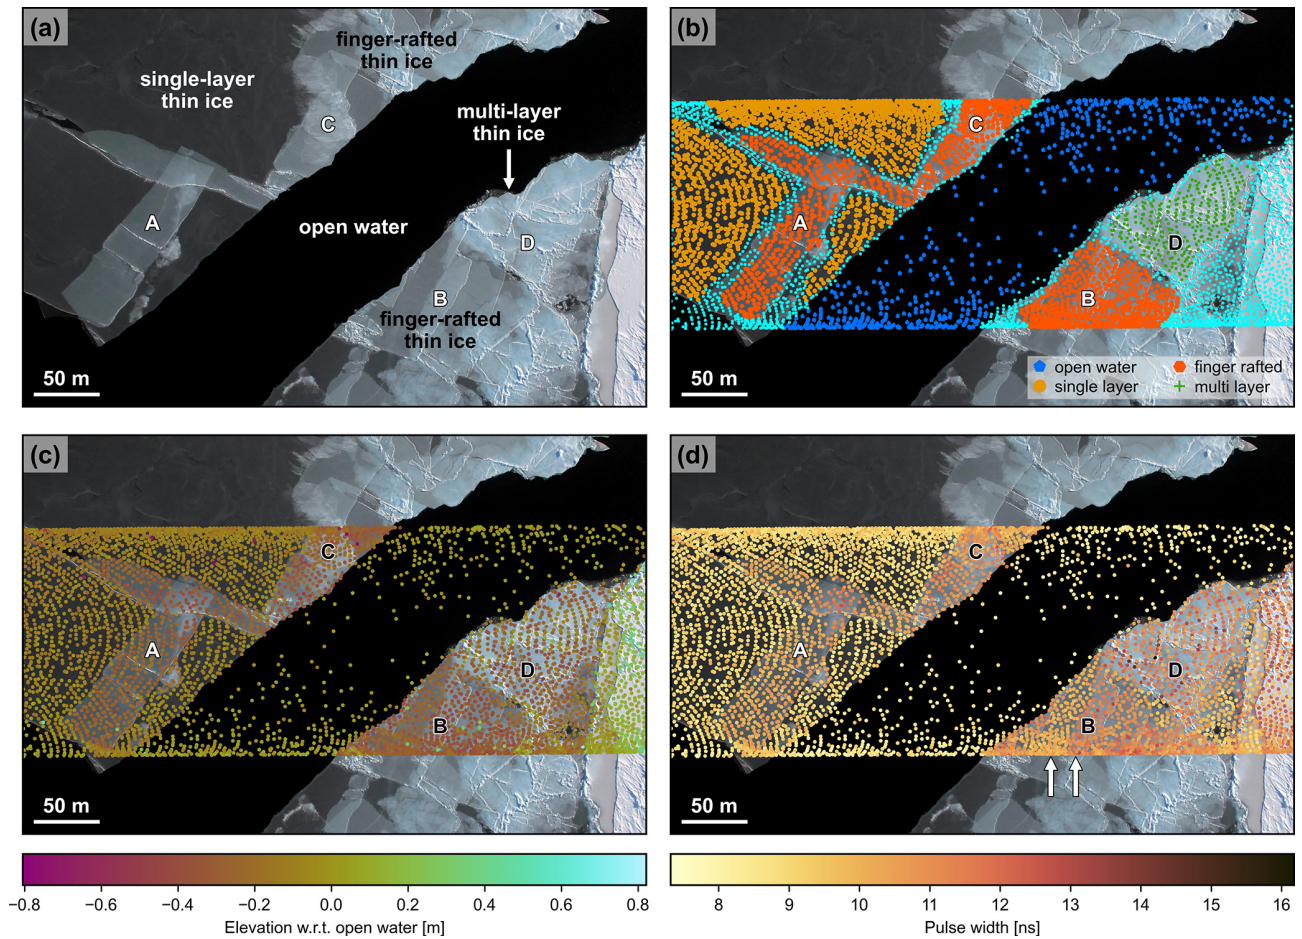 (a)
finger-rafted
thin ice
single-layer
thin ice
C
multi-layer
thin ice
A
open water
D
B
finger-rafted
thin ice
50 m
(b)
C
A
D
B
50 m
open water
finger rafted
single layer
multi layer
(c)
C
A
D
B
50 m
(d)
C
A
D
B
50 m
−0.8 −0.6 −0.4 −0.2 0.0 0.2 0.4 0.6 0.8
Elevation w.r.t. open water [m]
8 9 10 11 12 13 14 15 16
Pulse width [ns]